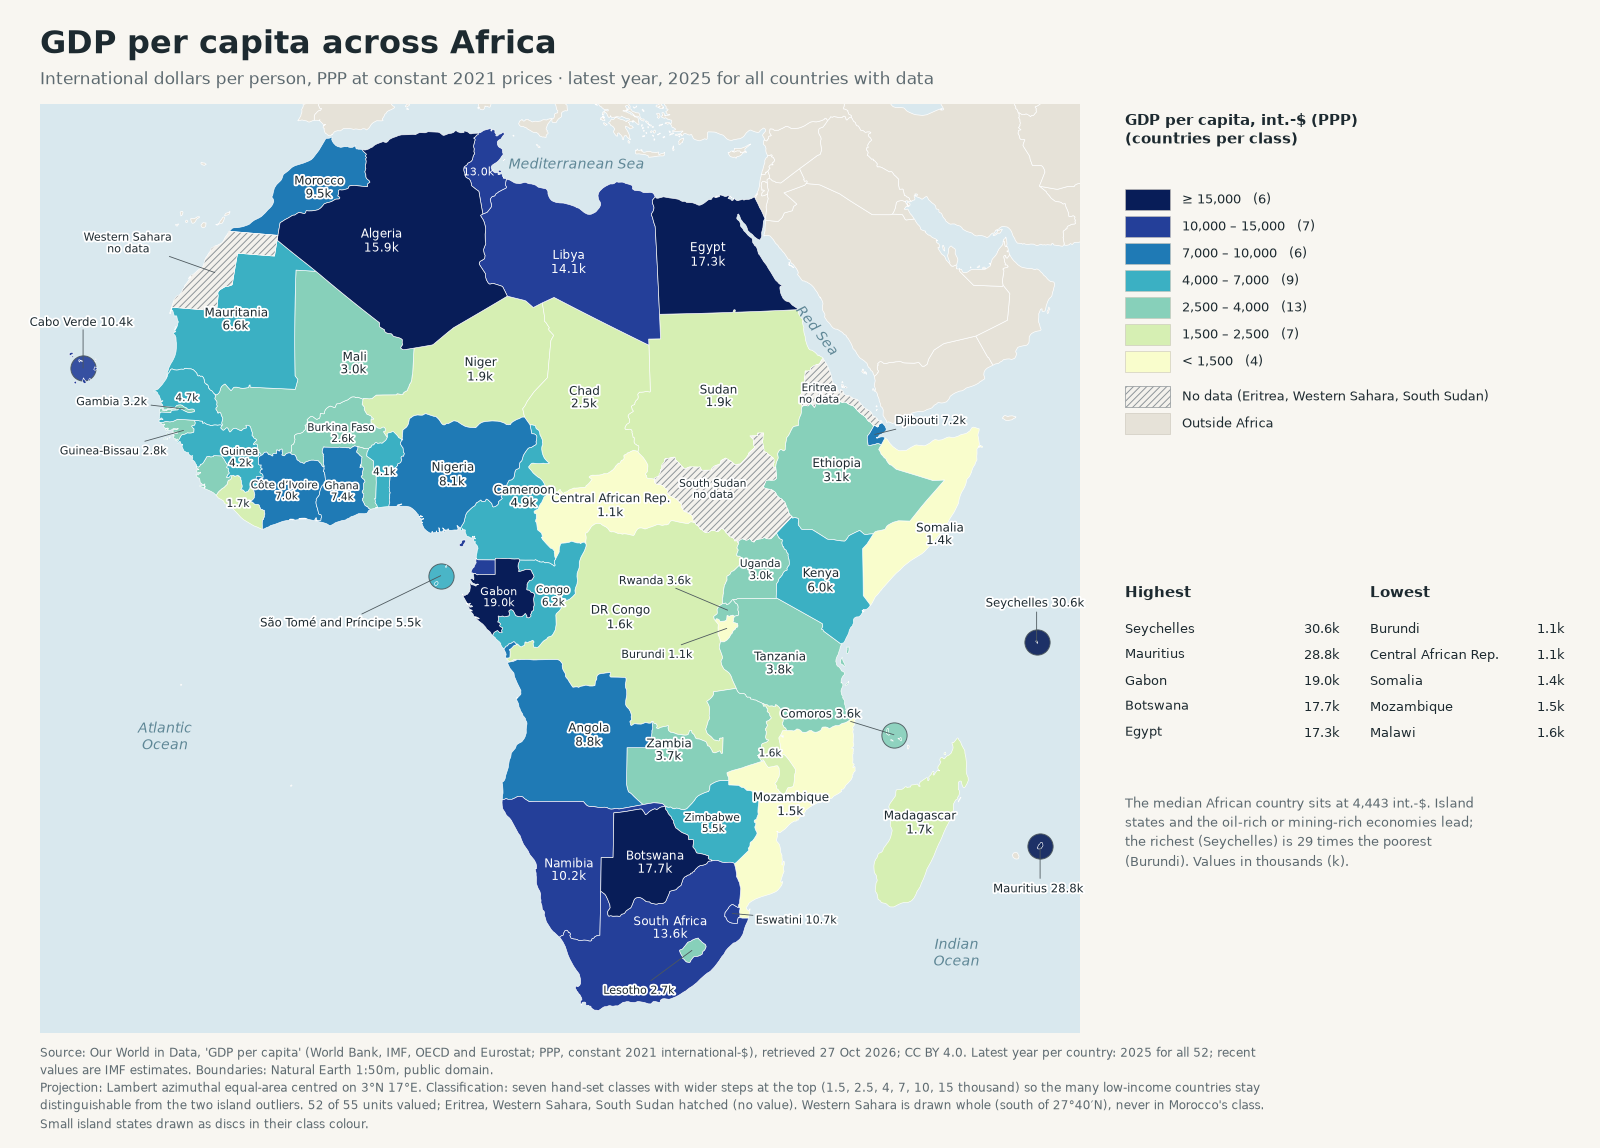 GDP per capita across Africa
International dollars per person, PPP at constant 2021 prices · latest year, 2025 for all countries with data
Mediterranean Sea
13.0k
Morocco
9.5k
Algeria
15.9k
Libya
14.1k
Egypt
17.3k
Western Sahara
no data
Red Sea
Cabo Verde 10.4k
Mauritania
6.6k
Mali
3.0k
Niger
1.9k
Chad
2.5k
Sudan
1.9k
Eritrea
no data
Gambia 3.2k
4.7k
Djibouti 7.2k
Guinea-Bissau 2.8k
Guinea
4.2k
Burkina Faso
2.6k
4.1k
Nigeria
8.1k
Côte d'Ivoire
7.0k
Ghana
7.4k
1.7k
Cameroon
4.9k
Central African Rep.
1.1k
South Sudan
no data
Ethiopia
3.1k
Somalia
1.4k
Uganda
3.0k
Kenya
6.0k
Rwanda 3.6k
Gabon
19.0k
Congo
6.2k
DR Congo
1.6k
São Tomé and Príncipe 5.5k
Burundi 1.1k
Tanzania
3.8k
Seychelles 30.6k
Comoros 3.6k
Atlantic
Ocean
Angola
8.8k
Zambia
3.7k
1.6k
Mozambique
1.5k
Zimbabwe
5.5k
Madagascar
1.7k
Namibia
10.2k
Botswana
17.7k
Mauritius 28.8k
South Africa
13.6k
Eswatini 10.7k
Lesotho 2.7k
Indian
Ocean
GDP per capita, int.-$ (PPP)
(countries per class)
≥ 15,000 (6)
10,000 – 15,000 (7)
7,000 – 10,000 (6)
4,000 – 7,000 (9)
2,500 – 4,000 (13)
1,500 – 2,500 (7)
< 1,500 (4)
No data (Eritrea, Western Sahara, South Sudan)
Outside Africa
Highest
Seychelles 30.6k
Mauritius 28.8k
Gabon 19.0k
Botswana 17.7k
Egypt 17.3k
Lowest
Burundi 1.1k
Central African Rep. 1.1k
Somalia 1.4k
Mozambique 1.5k
Malawi 1.6k
The median African country sits at 4,443 int.-$. Island
states and the oil-rich or mining-rich economies lead;
the richest (Seychelles) is 29 times the poorest
(Burundi). Values in thousands (k).
Source: Our World in Data, 'GDP per capita' (World Bank, IMF, OECD and Eurostat; PPP, constant 2021 international-$), retrieved 27 Oct 2026; CC BY 4.0. Latest year per country: 2025 for all 52; recent
values are IMF estimates. Boundaries: Natural Earth 1:50m, public domain.
Projection: Lambert azimuthal equal-area centred on 3°N 17°E. Classification: seven hand-set classes with wider steps at the top (1.5, 2.5, 4, 7, 10, 15 thousand) so the many low-income countries stay
distinguishable from the two island outliers. 52 of 55 units valued; Eritrea, Western Sahara, South Sudan hatched (no value). Western Sahara is drawn whole (south of 27°40′N), never in Morocco's class.
Small island states drawn as discs in their class colour.